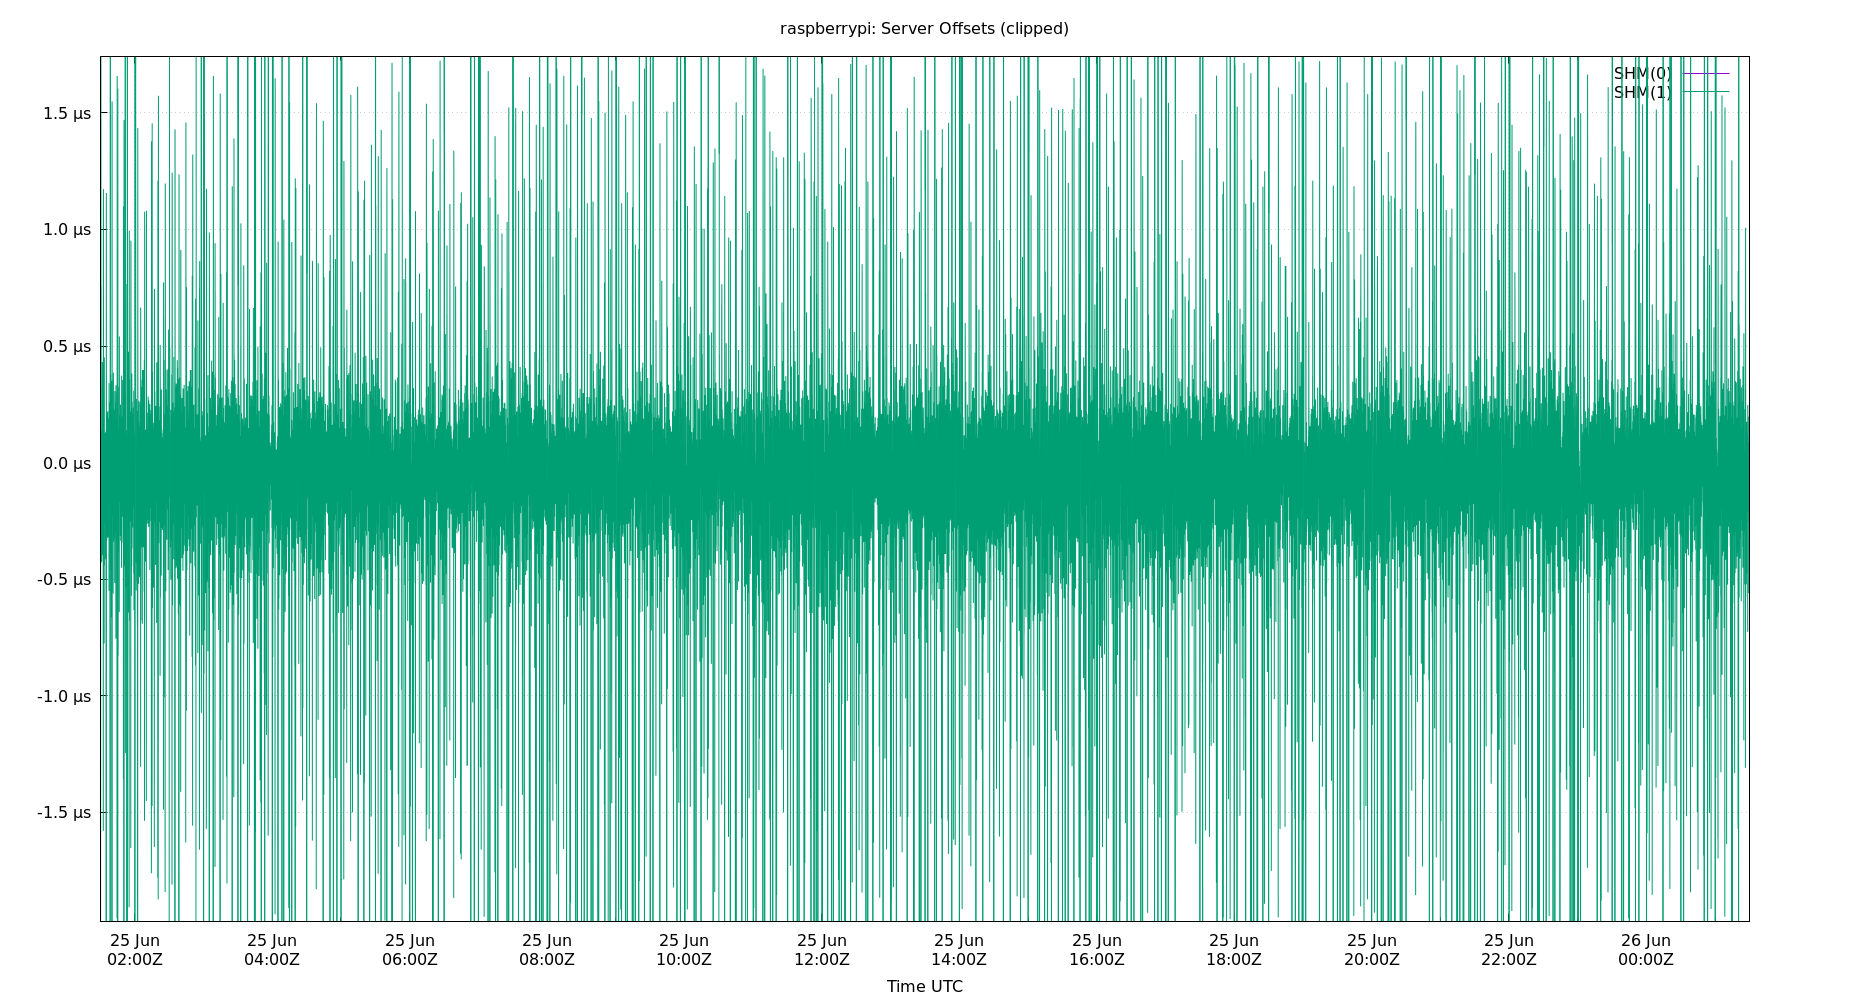 raspberrypi: Server Offsets (clipped)
SHM(0)
SHM(1)
1.5 µs
1.0 µs
0.5 µs
0.0 µs
-0.5 µs
-1.0 µs
-1.5 µs
25 Jun 25 Jun 25 Jun 25 Jun 25 Jun 25 Jun 25 Jun 25 Jun 25 Jun 25 Jun 25 Jun 26 Jun
02:00Z 04:00Z 06:00Z 08:00Z 10:00Z 12:00Z 14:00Z 16:00Z 18:00Z 20:00Z 22:00Z 00:00Z
Time UTC